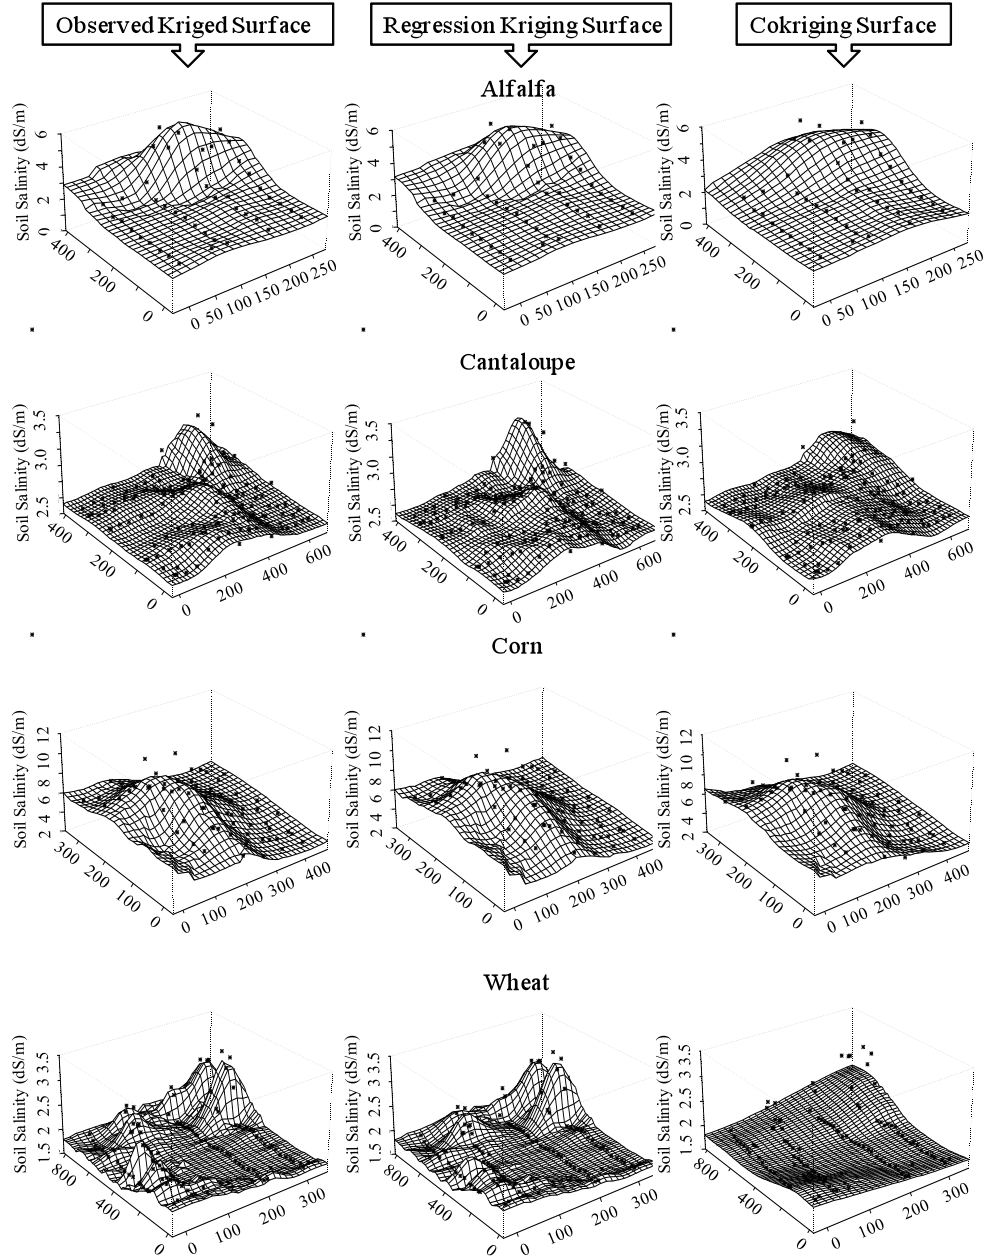 Observed Kriged Surface
Regression Kriging Surface
Cokriging Surface
Alfalfa
Soil Salinity (dS/m)
0 2 4 6
400 200 0
0 50 100 150 200 250
Soil Salinity (dS/m)
0 2 4 6
400 200 0
0 50 100 150 200 250
Soil Salinity (dS/m)
0 2 4 6
400 200 0
0 50 100 150 200 250
Cantaloupe
Soil Salinity (dS/m)
2.5 3.0 3.5
400 200 0
0 200 400 600
Soil Salinity (dS/m)
2.5 3.0 3.5
400 200 0
0 200 400 600
Soil Salinity (dS/m)
2.5 3.0 3.5
400 200 0
0 200 400 600
Corn
Soil Salinity (dS/m)
2 4 6 8 10 12
300 200 100 0
0 100 200 300 400
Soil Salinity (dS/m)
2 4 6 8 10 12
300 200 100 0
0 100 200 300 400
Soil Salinity (dS/m)
2 4 6 8 10 12
300 200 100 0
0 100 200 300 400
Wheat
Soil Salinity (dS/m)
1.5 2 2.5 3 3.5
800 400 0
0 100 200 300
Soil Salinity (dS/m)
1.5 2 2.5 3 3.5
800 400 0
0 100 200 300
Soil Salinity (dS/m)
1.5 2 2.5 3 3.5
800 400 0
0 100 200 300